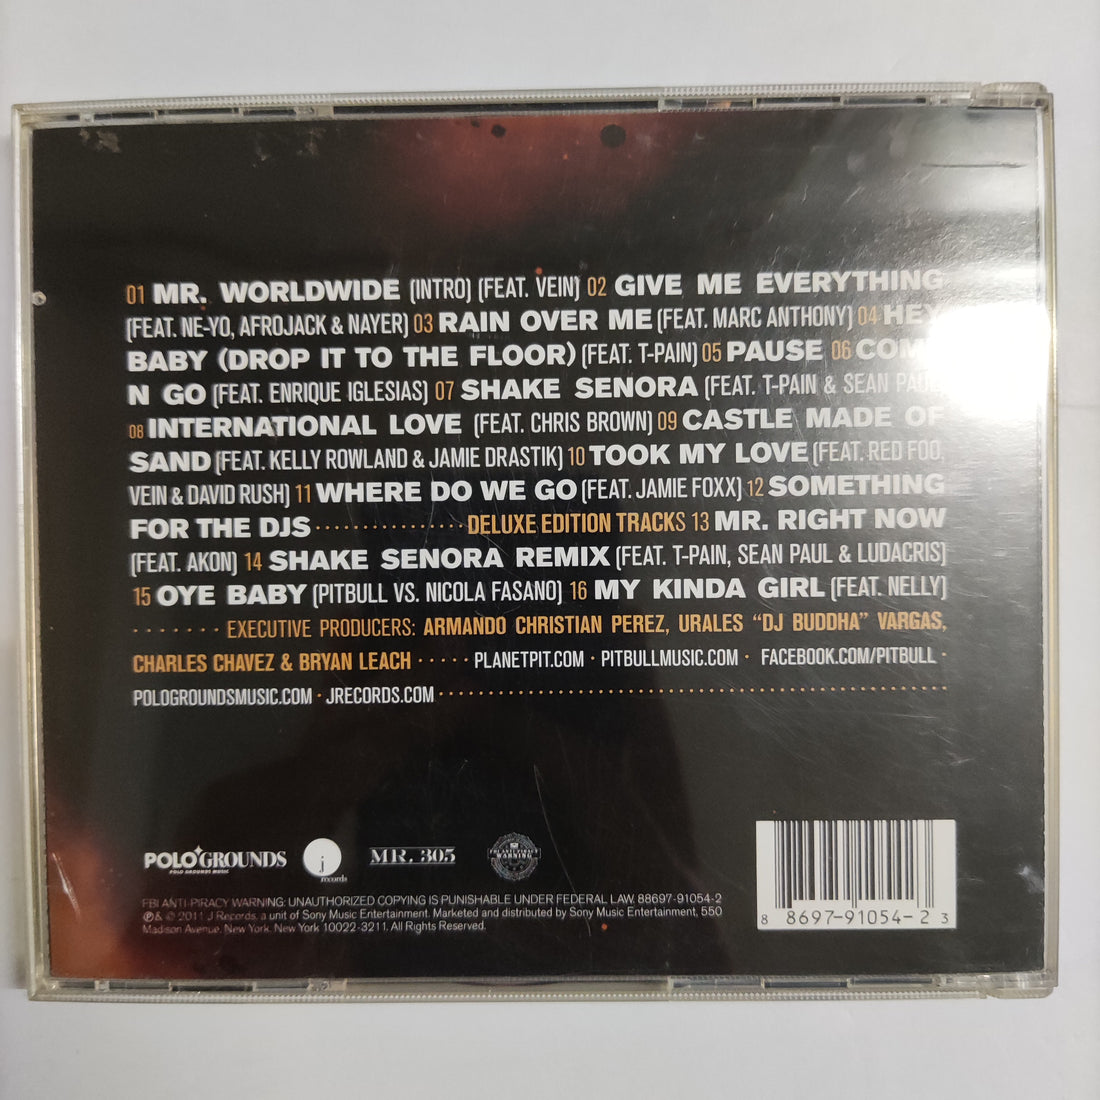 01 MR. WORLDWIDE (INTRO) (FEAT. VEIN) 02 GIVE ME EVERYTHING
(FEAT. NE-YO, AFROJACK & NAYER) 03 RAIN OVER ME (FEAT. MARC ANTHONY) 04 HEY
BABY (DROP IT TO THE FLOOR) (FEAT. T-PAIN) 05 PAUSE 06 COME
N GO (FEAT. ENRIQUE IGLESIAS) 07 SHAKE SENORA (FEAT. T-PAIN & SEAN PAUL)
08 INTERNATIONAL LOVE (FEAT. CHRIS BROWN) 09 CASTLE MADE OF
SAND (FEAT. KELLY ROWLAND & JAMIE DRASTIK) 10 TOOK MY LOVE (FEAT. RED FOO,
VEIN & DAVID RUSH) 11 WHERE DO WE GO (FEAT. JAMIE FOXX) 12 SOMETHING
FOR THE DJS ·············· DELUXE EDITION TRACKS 13 MR. RIGHT NOW
(FEAT. AKON) 14 SHAKE SENORA REMIX (FEAT. T-PAIN, SEAN PAUL & LUDACRIS)
15 OYE BABY (PITBULL VS. NICOLA FASANO) 16 MY KINDA GIRL (FEAT. NELLY)
······· EXECUTIVE PRODUCERS: ARMANDO CHRISTIAN PEREZ, URALES "DJ BUDDHA" VARGAS,
CHARLES CHAVEZ & BRYAN LEACH ····· PLANETPIT.COM · PITBULLMUSIC.COM · FACEBOOK.COM/PITBULL ·
POLOGROUNDSMUSIC.COM · JRECORDS.COM ········································
POLO GROUNDS
POLO GROUNDS MUSIC
j records
MR. 305
FBI ANTI-PIRACY WARNING
FBI ANTI-PIRACY WARNING: UNAUTHORIZED COPYING IS PUNISHABLE UNDER FEDERAL LAW. 88697-91054-2
℗& © 2011 J Records, a unit of Sony Music Entertainment. Marketed and distributed by Sony Music Entertainment, 550
Madison Avenue, New York, New York 10022-3211. All Rights Reserved.
8 8697-91054-2 3